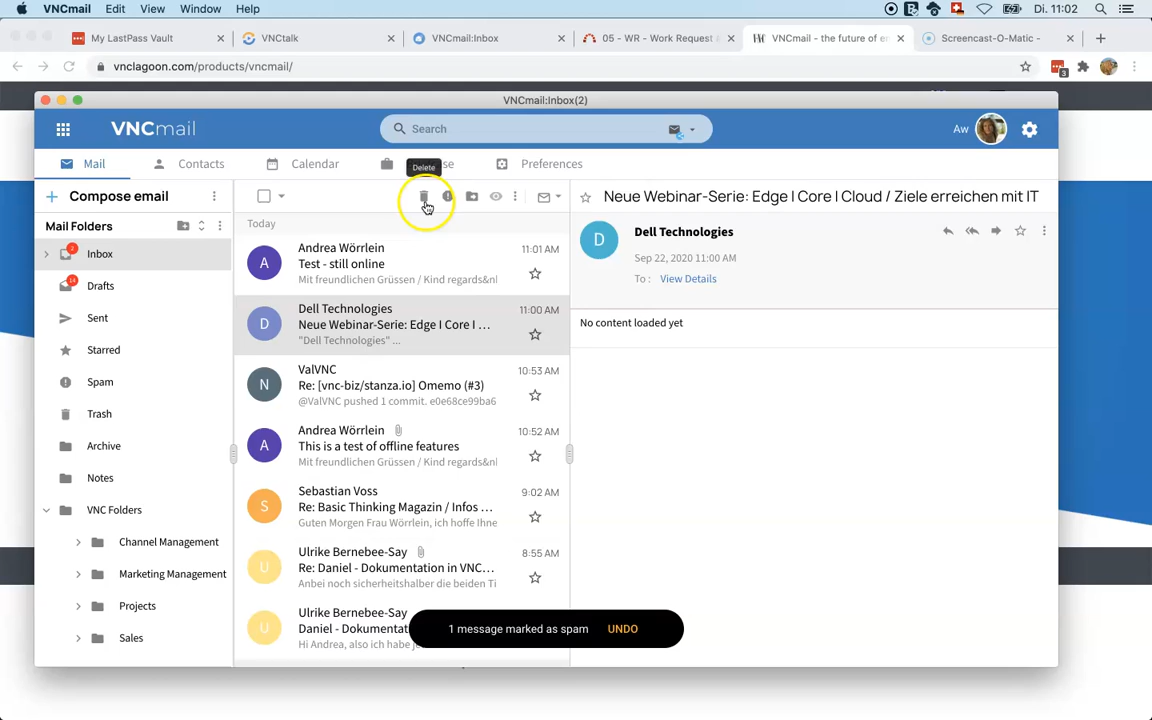 VNCmail Edit View Window Help Di. 11:02
My LastPass Vault VNCtalk VNCmail:Inbox 05 - WR - Work Request VNCmail - the future of Screencast-O-Matic -
vnclagoon.com/products/vncmail/ 3
VNCmail:Inbox(2)
VNCmail Search Aw
Mail Contacts Calendar Preferences
Delete
Compose email
Neue Webinar-Serie: Edge I Core I Cloud / Ziele erreichen mit IT
Mail Folders
2 Inbox
14 Drafts
Sent
Starred
Spam
Trash
Archive
Notes
VNC Folders
Channel Management
Marketing Management
Projects
Sales
Today
A Andrea Wörrlein 11:01 AM
Test - still online
Mit freundlichen Grüssen / Kind regards&nl
D Dell Technologies 11:00 AM
Neue Webinar-Serie: Edge I Core I ...
"Dell Technologies" ...
N ValVNC 10:53 AM
Re: [vnc-biz/stanza.io] Omemo (#3)
@ValVNC pushed 1 commit. e0e68ce99ba6
A Andrea Wörrlein 10:52 AM
This is a test of offline features
Mit freundlichen Grüssen / Kind regards&nl
S Sebastian Voss 9:02 AM
Re: Basic Thinking Magazin / Infos ...
Guten Morgen Frau Wörrlein, ich hoffe Ihne
U Ulrike Bernebee-Say 8:55 AM
Re: Daniel - Dokumentation in VNC...
Anbei noch sicherheitshalber die beiden Ti
U Ulrike Bernebee-Say
Daniel - Dokumentat
Hi Andrea, also ich habe je
D Dell Technologies
Sep 22, 2020 11:00 AM
To : View Details
No content loaded yet
1 message marked as spam UNDO